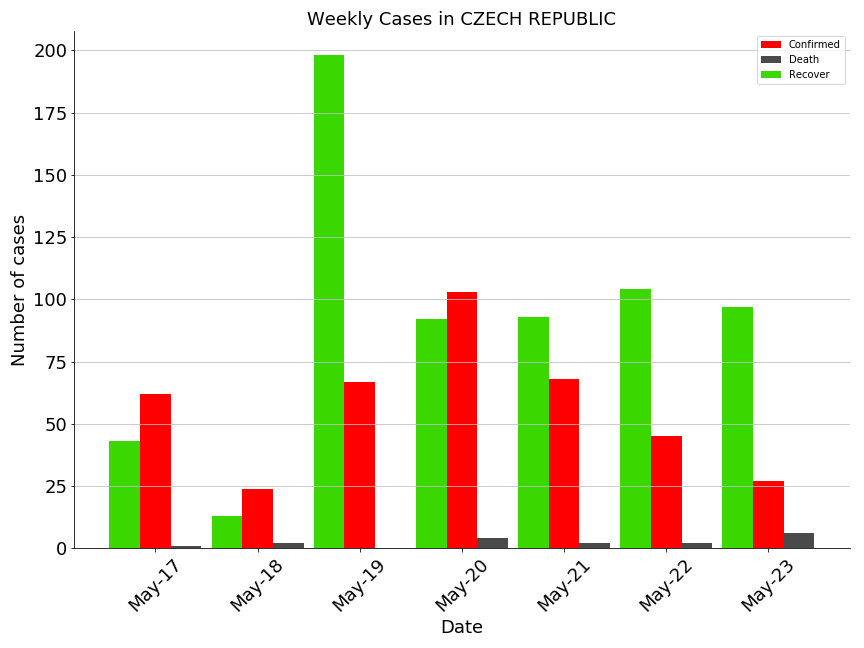 Weekly Cases in CZECH REPUBLIC
Confirmed
Death
Recover
Number of cases
200
175
150
125
100
75
50
25
0
May-17
May-18
May-19
May-20
May-21
May-22
May-23
Date